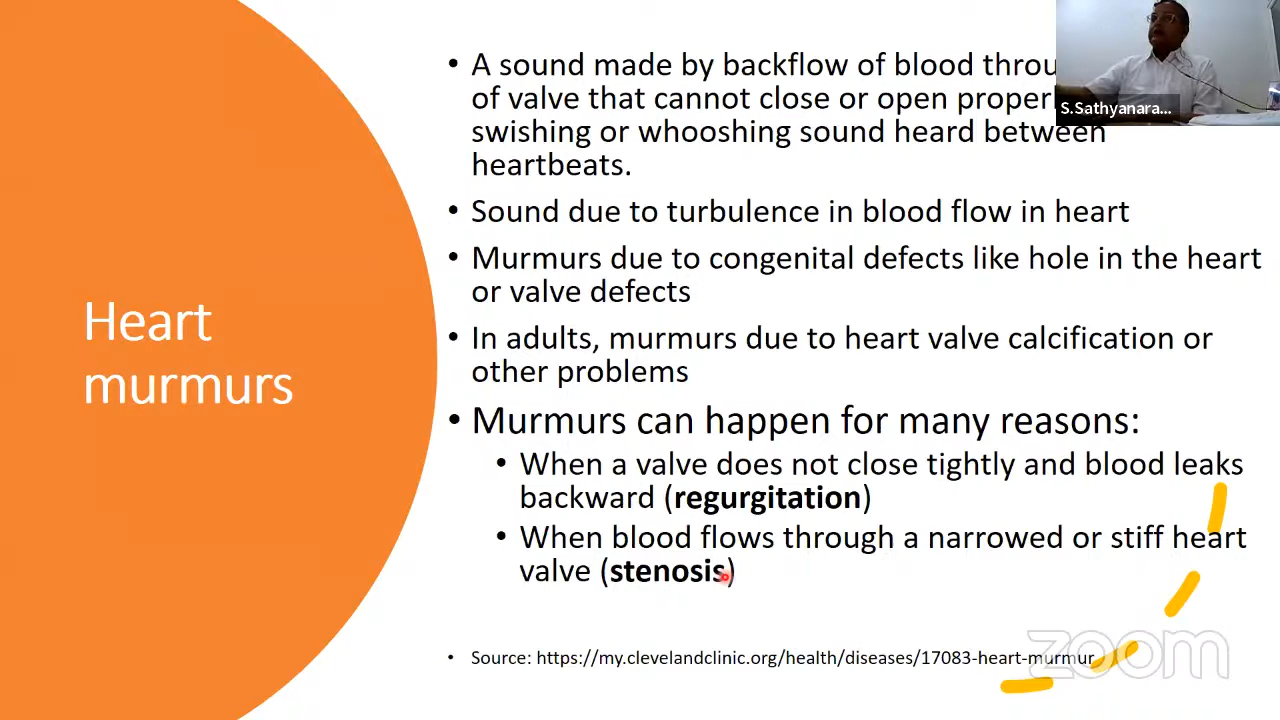 Heart
murmurs
• A sound made by backflow of blood
of valve that cannot close or open
swishing or whooshing sound heard between
heartbeats.
• Sound due to turbulence in blood flow in heart
• Murmurs due to congenital defects like hole in the heart
or valve defects
• In adults, murmurs due to heart valve calcification or
other problems
• Murmurs can happen for many reasons:
• When a valve does not close tightly and blood leaks
backward (regurgitation)
• When blood flows through a narrowed or stiff heart
valve (stenosis)
• Source: https://my.clevelandclinic.org/health/diseases/17083-heart-murmur
S.Sathyanara...
zoom